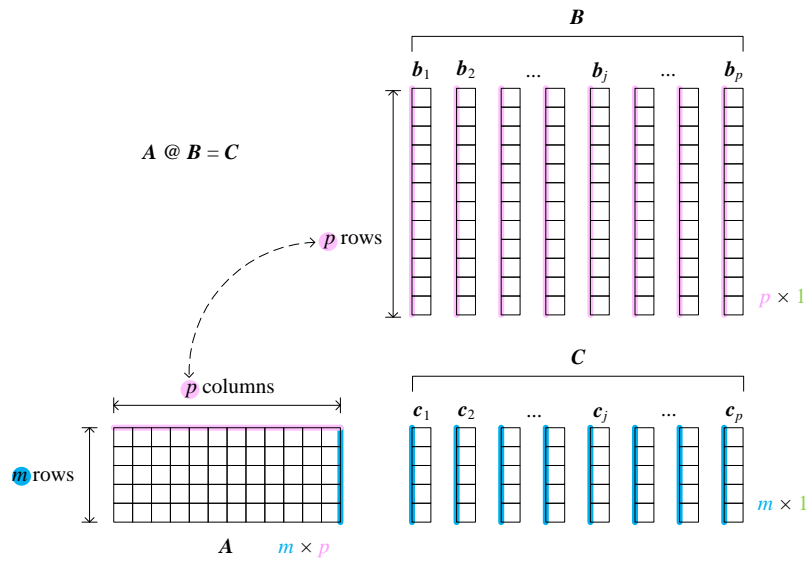 B
b1 b2 ... bj ... bp
A @ B = C
p rows
p × 1
C
p columns
c1 c2 ... cj ... cp
m rows
m × 1
A m × p